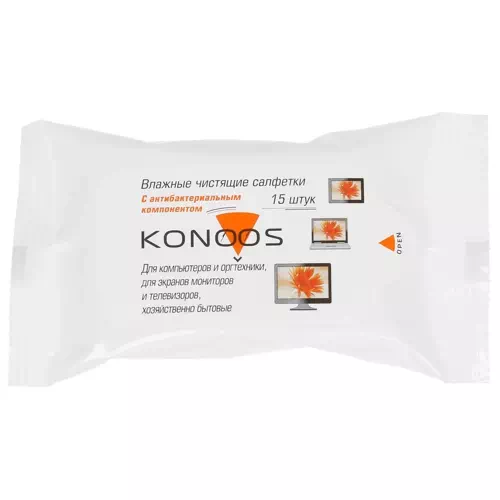 Влажные чистящие салфетки
С антибактериальным
компонентом
15 штук
KONOOS
OPEN
Для компьютеров и оргтехники,
для экранов мониторов
и телевизоров,
хозяйственно бытовые